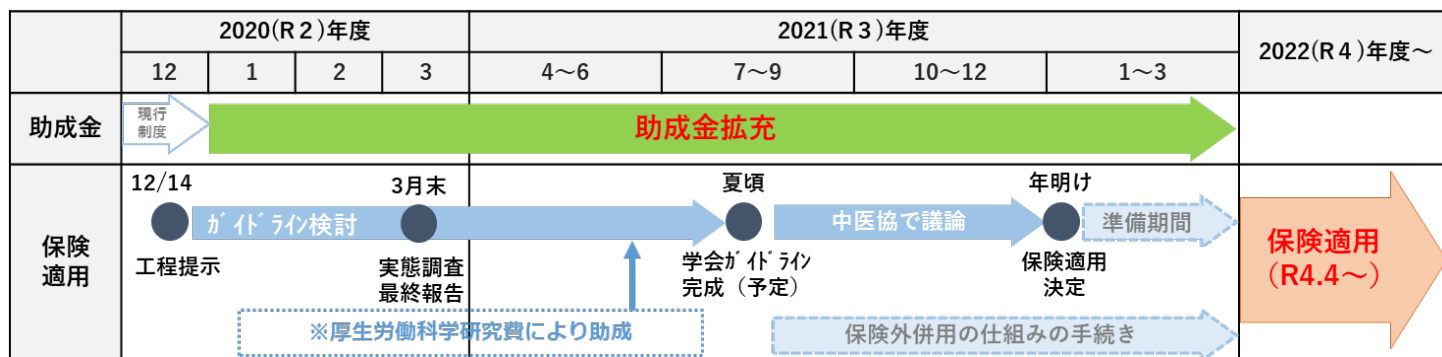 2020(R2)年度
2021(R3)年度
2022(R4)年度～
12
1
2
3
4～6
7～9
10～12
1～3
助成金
現行
制度
助成金拡充
保険
適用
12/14
3月末
夏頃
年明け
ｶﾞｲﾄﾞﾗｲﾝ検討
中医協で議論
準備期間
工程提示
実態調査
最終報告
学会ｶﾞｲﾄﾞﾗｲﾝ
完成（予定）
保険適用
決定
※厚生労働科学研究費により助成
保険外併用の仕組みの手続き
保険適用
(R4.4～)